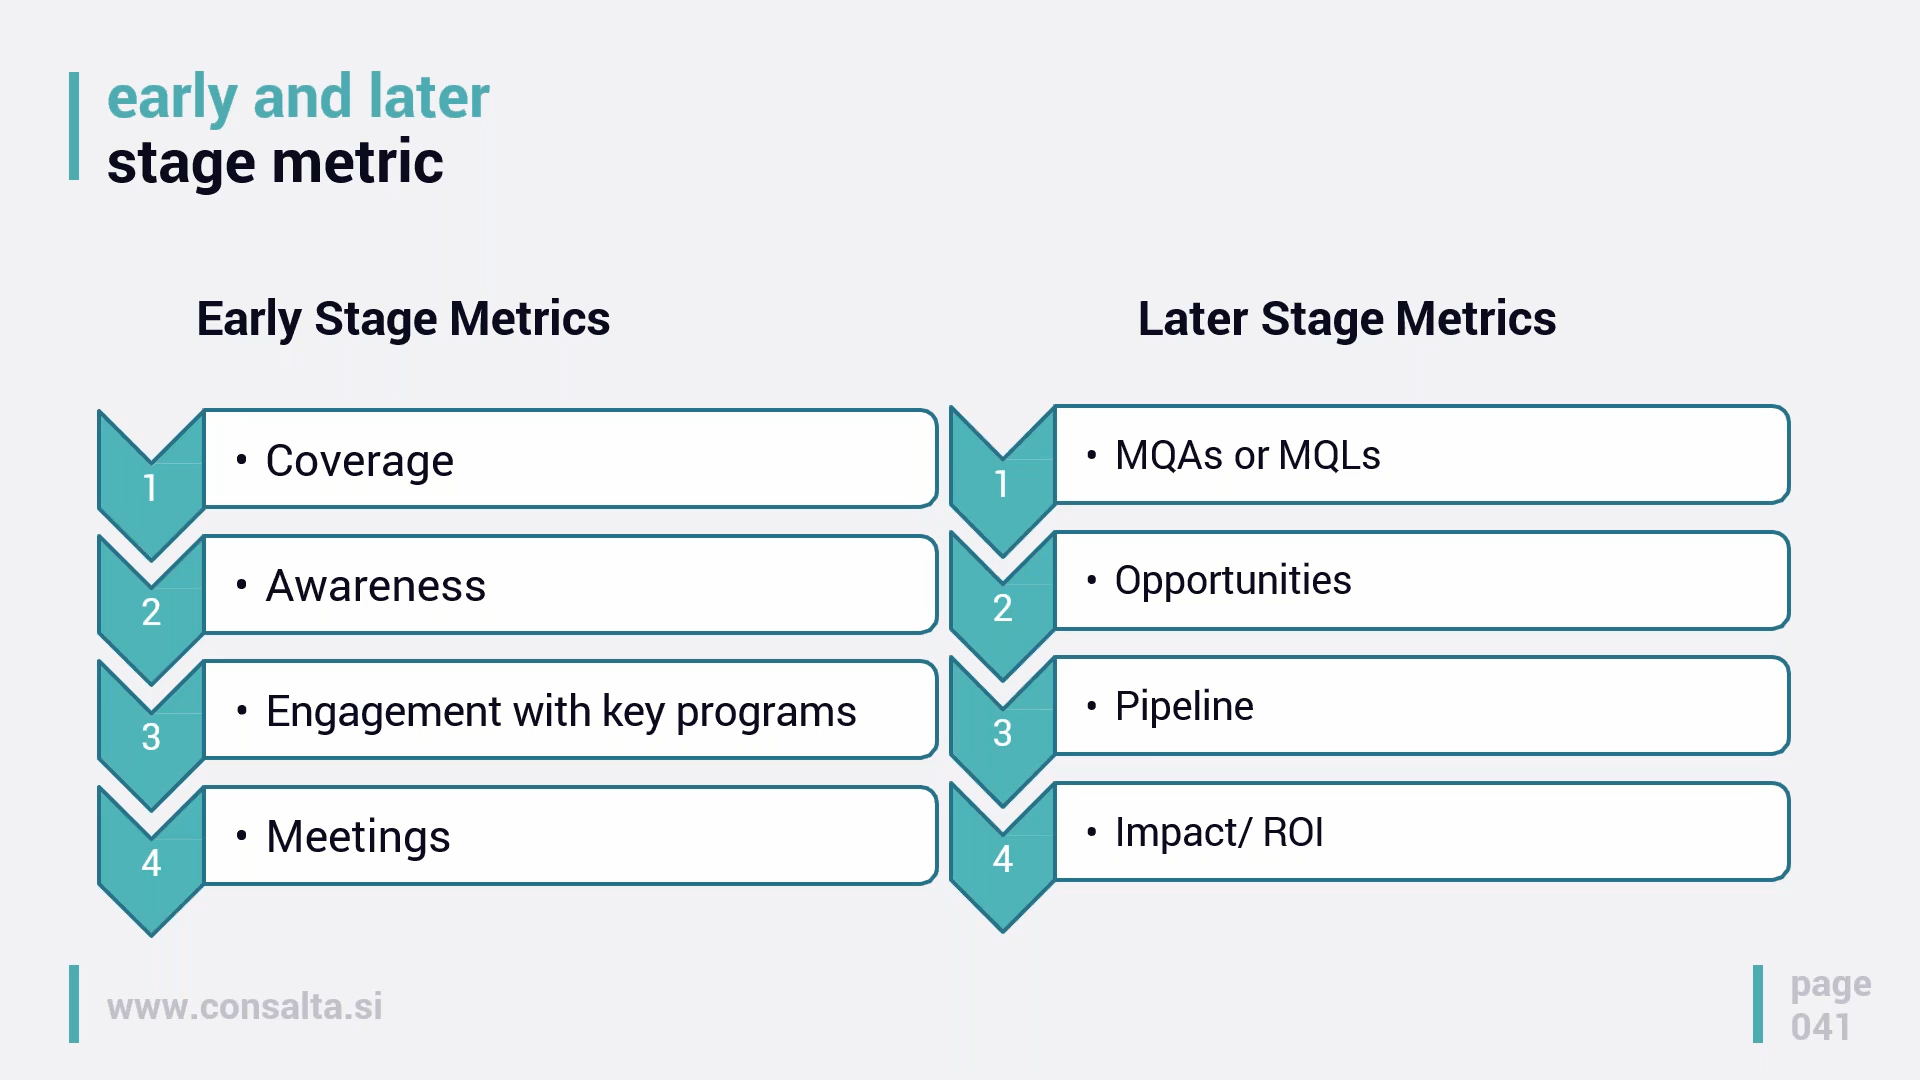 early and later
stage metric
Early Stage Metrics
1
• Coverage
2
• Awareness
3
• Engagement with key programs
4
• Meetings
Later Stage Metrics
1
• MQAs or MQLs
2
• Opportunities
3
• Pipeline
4
• Impact/ ROI
www.consalta.si
page
041